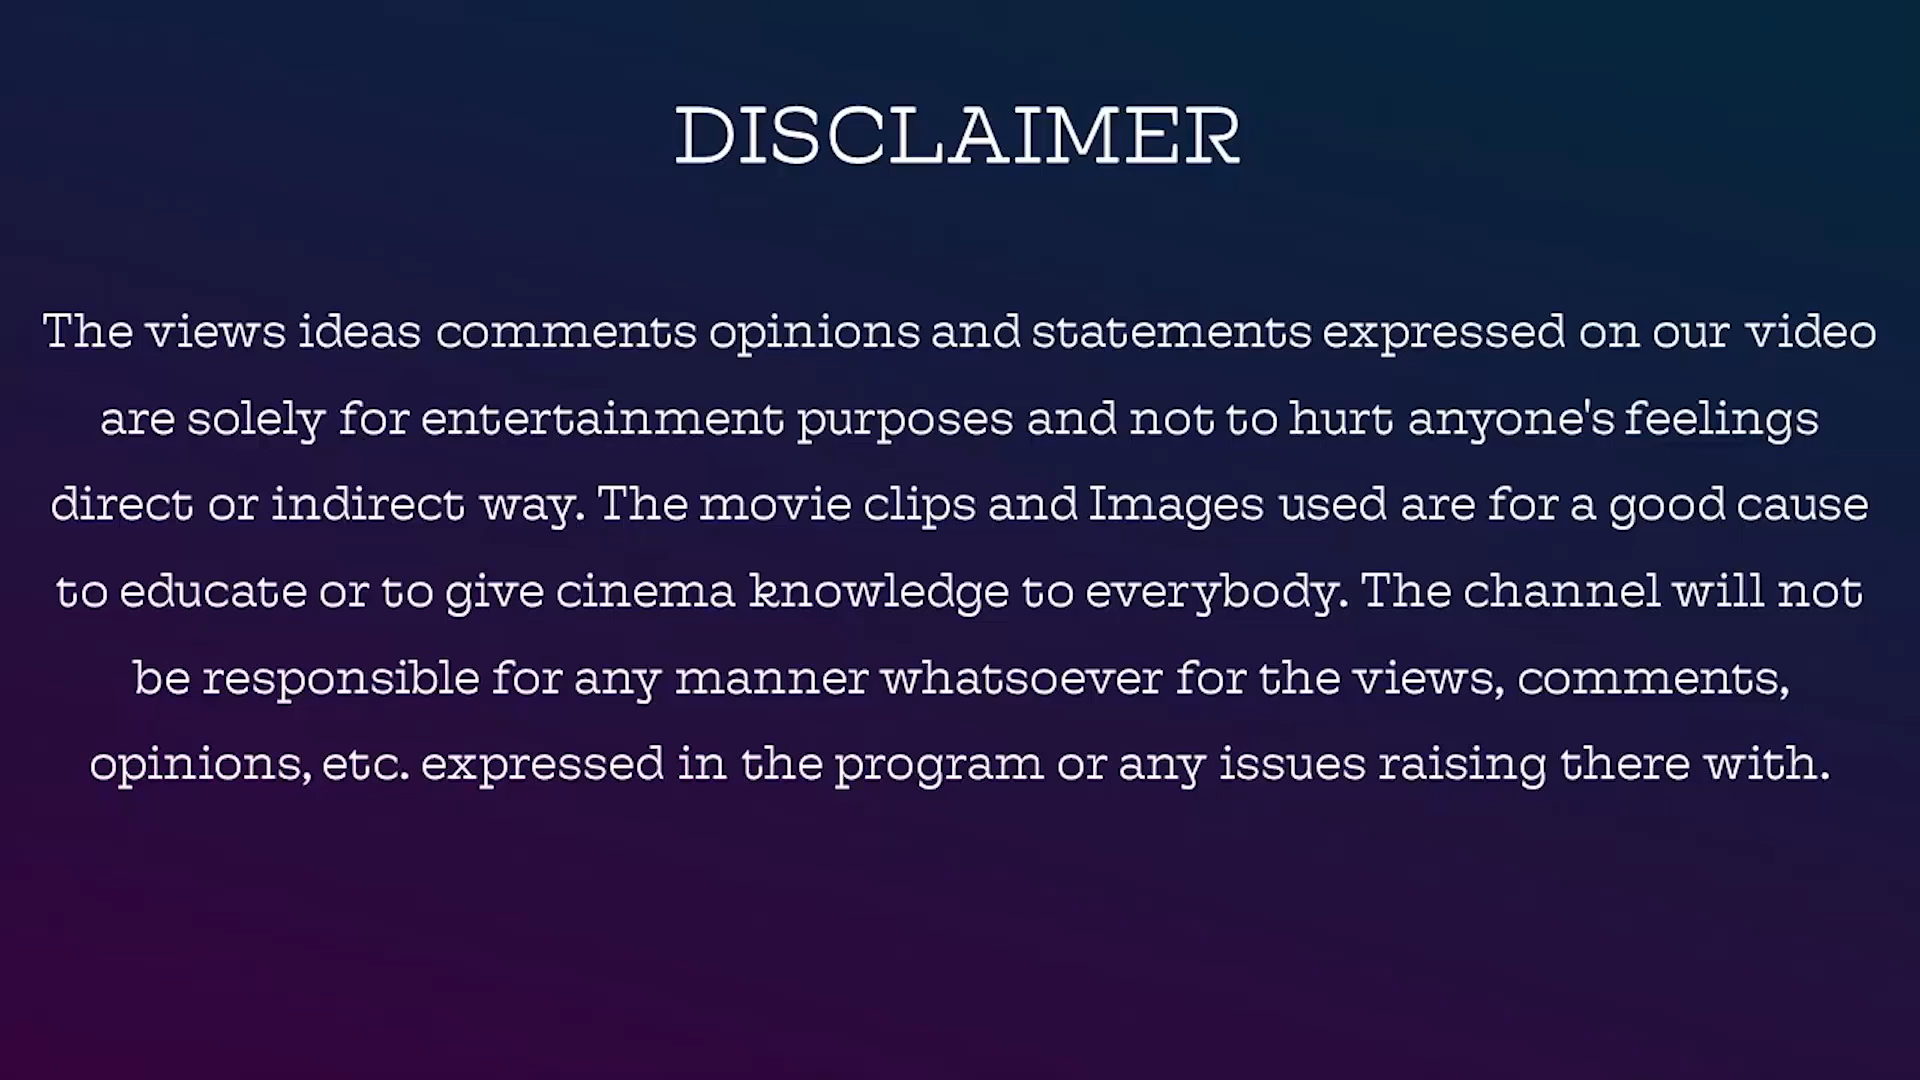 DISCLAIMER
The views ideas comments opinions and statements expressed on our video
are solely for entertainment purposes and not to hurt anyone's feelings
direct or indirect way. The movie clips and Images used are for a good cause
to educate or to give cinema knowledge to everybody. The channel will not
be responsible for any manner whatsoever for the views, comments,
opinions, etc. expressed in the program or any issues raising there with.